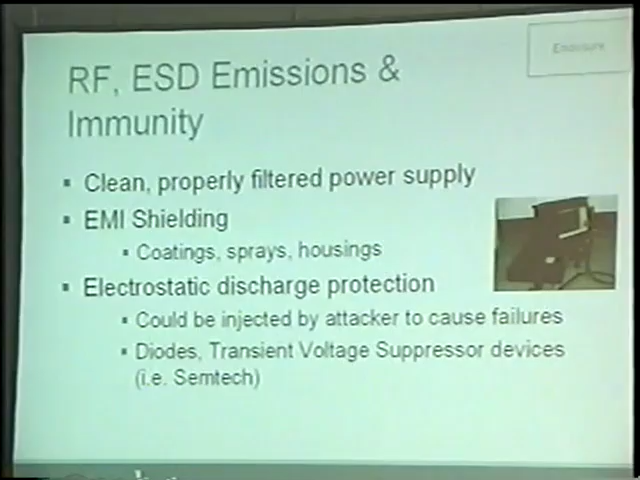 Enclosure
RF, ESD Emissions &
Immunity
Clean, properly filtered power supply
EMI Shielding
Coatings, sprays, housings
Electrostatic discharge protection
Could be injected by attacker to cause failures
Diodes, Transient Voltage Suppressor devices
(i.e. Semtech)